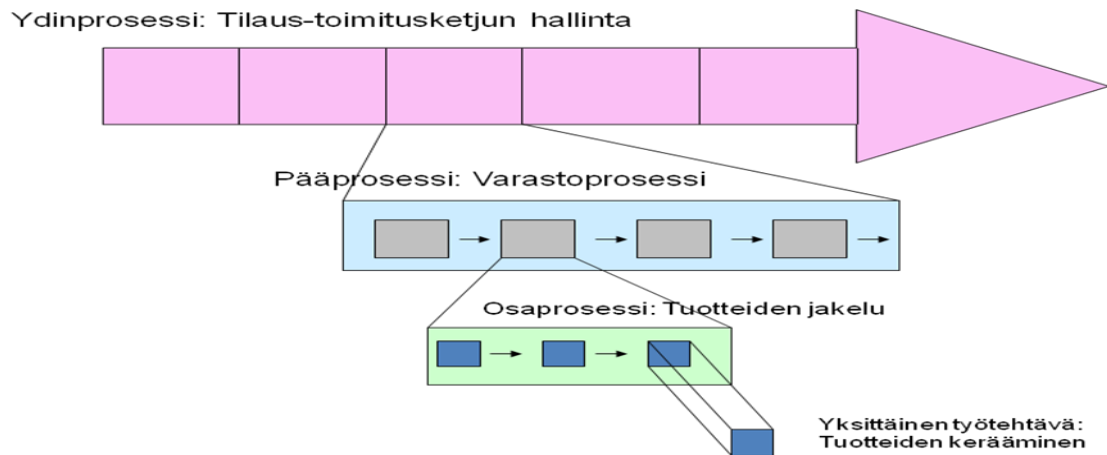 Ydinprosessi: Tilaus-toimitusketjun hallinta
Pääprosessi: Varastoprosessi
Osaprosessi: Tuotteiden jakelu
Yksittäinen työtehtävä:
Tuotteiden kerääminen